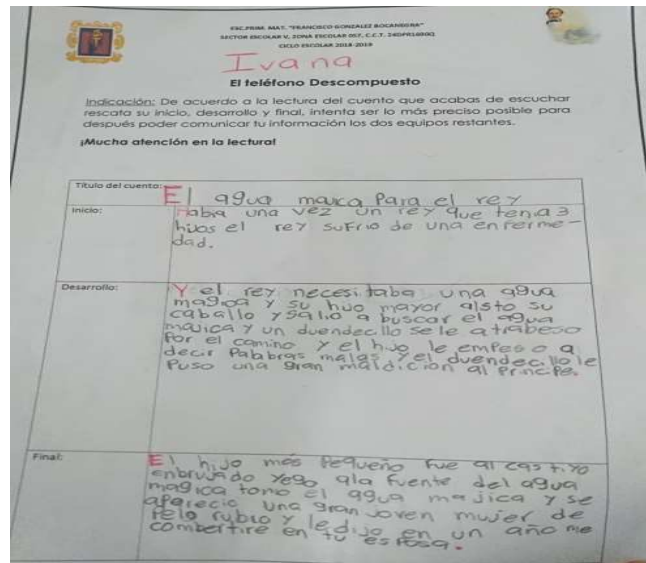 ESC.PRIM. MAT. "FRANCISCO GONZALEZ BOCANEGRA"
SECTOR ESCOLAR V, ZONA ESCOLAR 057, C.C.T.
CICLO ESCOLAR 2018-2019
Ivana
El teléfono Descompuesto
Indicación: De acuerdo a la lectura del cuento que acabas de escuchar
rescata su inicio, desarrollo y final, intenta ser lo más preciso posible para
después poder comunicar tu información los dos equipos restantes.
¡Mucha atención en la lectura!
Título del cuento:
El agua maica Para el rey
Inicio:
Habia una vez un rey que tenia 3
hijos el rey sufrio de una enferme-
dad.
Desarrollo:
Y el rey necesitaba una agua
magica y su hijo mayor alsto su
caballo y salio a buscar el agua
majica y un duendecillo se le atrabeso
Por el camino y el hijo le empeso a
decir Palabras malas y el duendecillo le
Puso una gran maldicion al Principe.
Final:
El hijo más Pequeño fue al castiyo
enbrujado yego ala fuente del agua
magica tomo el agua majica y se
aparecio una gran joven mujer de
Pelo rubio y le dijo en un año me
combertire en tu esposa.